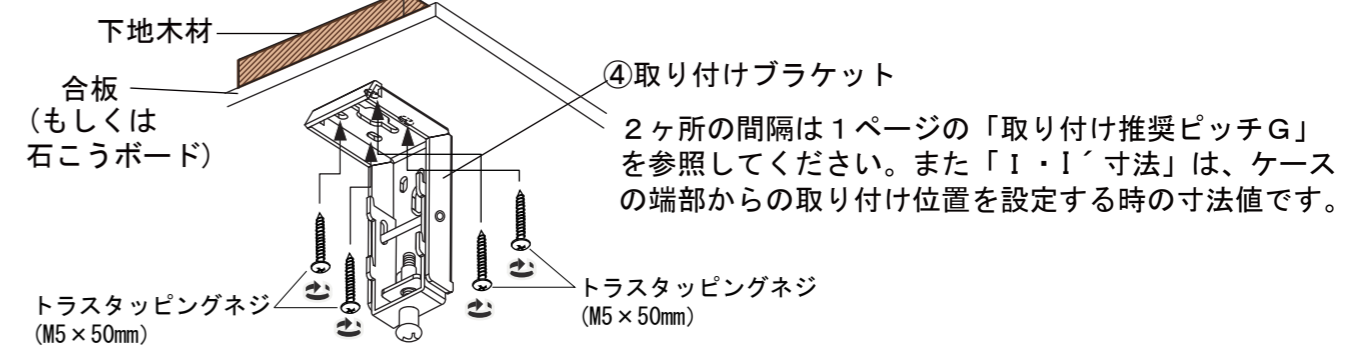 下地木材
合板
(もしくは
石こうボード)
④取り付けブラケット
２ヶ所の間隔は１ページの「取り付け推奨ピッチＧ」
を参照してください。また「Ｉ・Ｉ´寸法」は、ケース
の端部からの取り付け位置を設定する時の寸法値です。
トラスタッピングネジ
(M5×50mm)
トラスタッピングネジ
(M5×50mm)